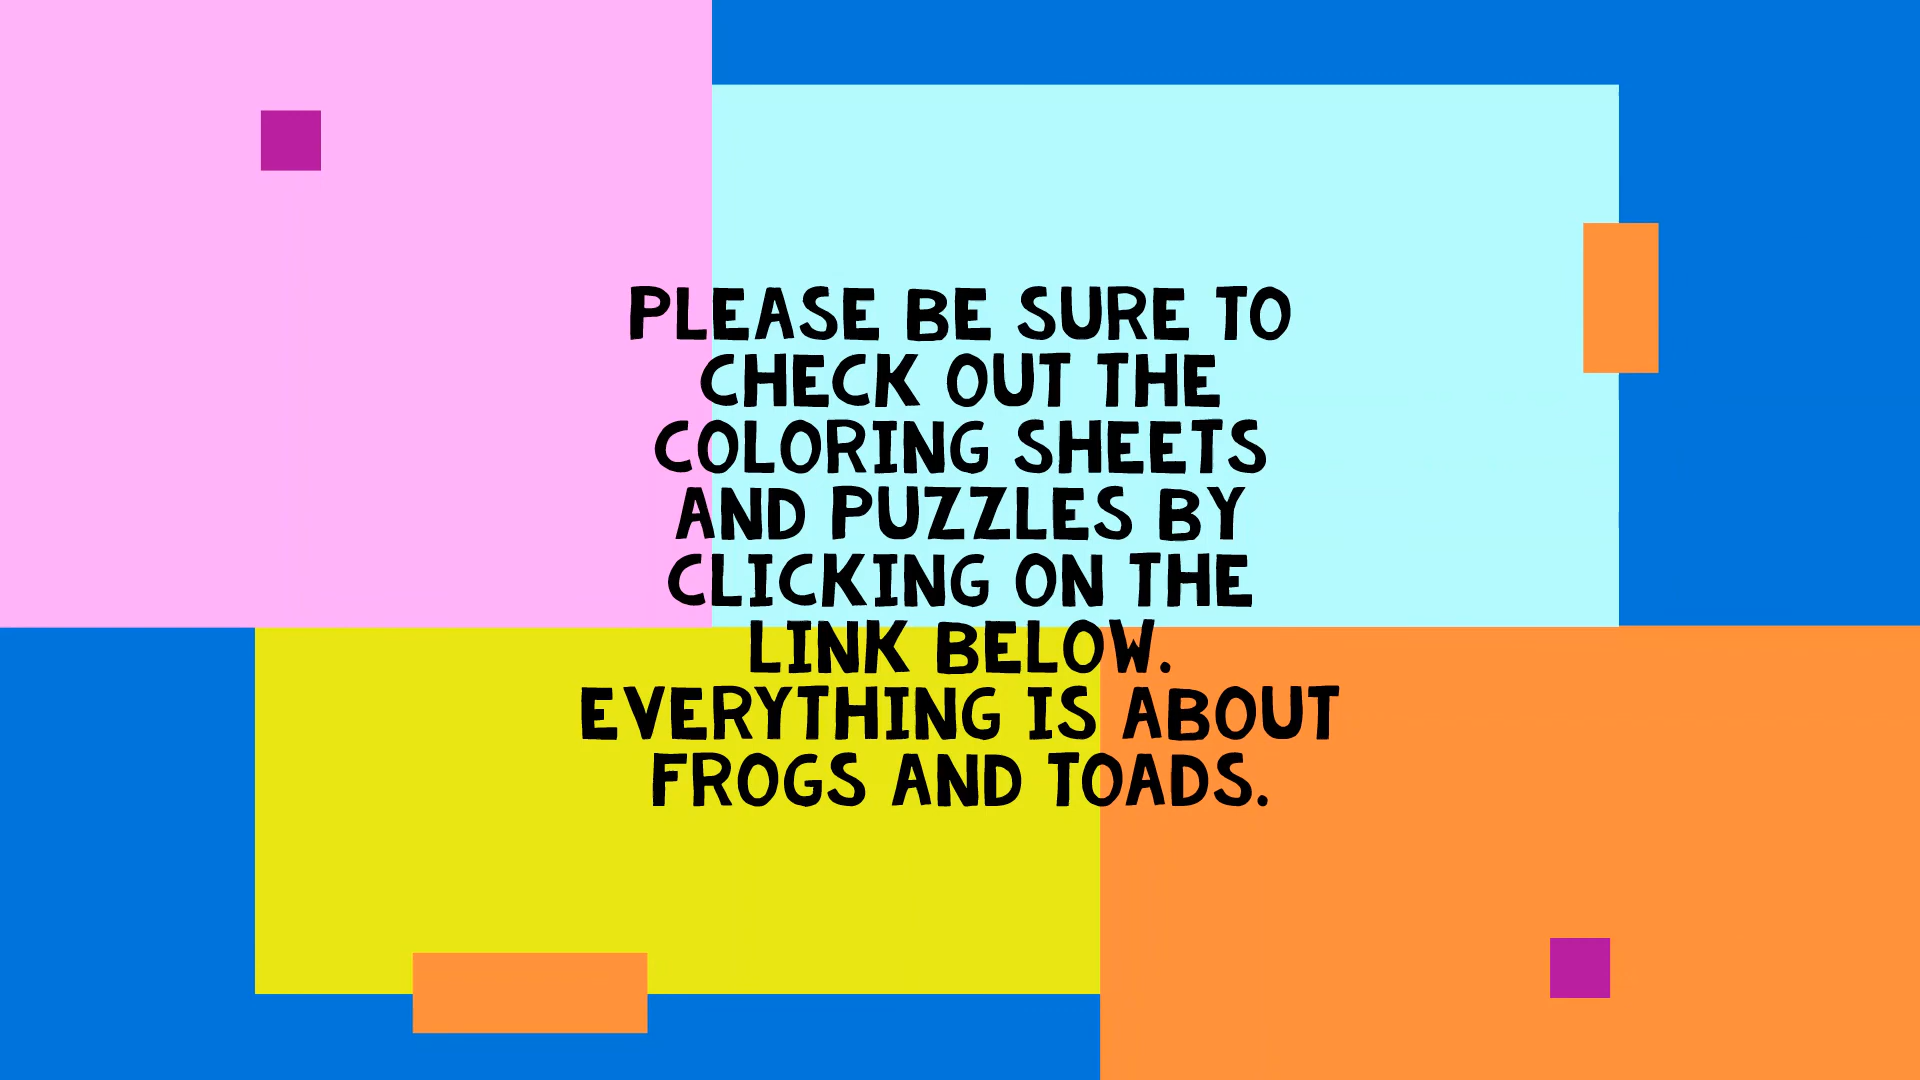 PLEASE BE SURE TO
CHECK OUT THE
COLORING SHEETS
AND PUZZLES BY
CLICKING ON THE
LINK BELOW.
EVERYTHING IS ABOUT
FROGS AND TOADS.